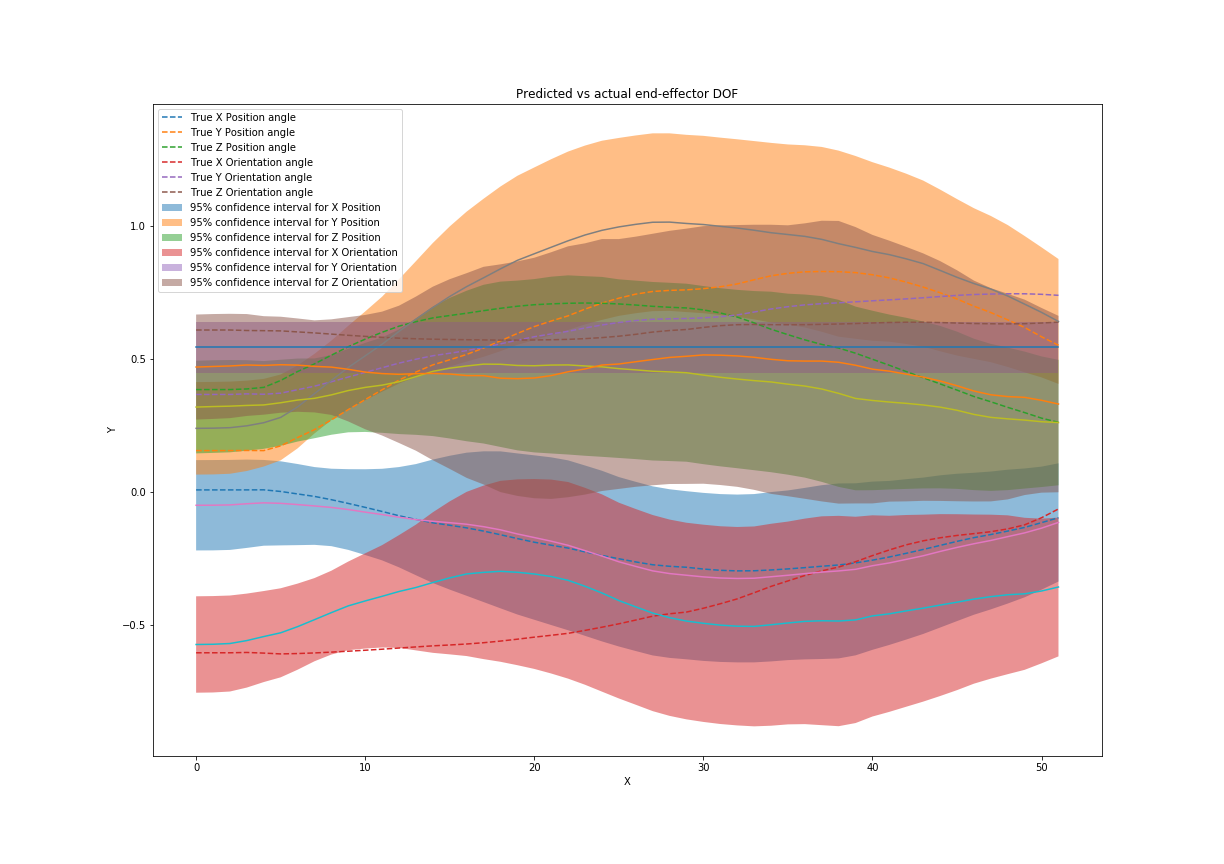 Predicted vs actual end-effector DOF
True X Position angle
True Y Position angle
True Z Position angle
True X Orientation angle
True Y Orientation angle
True Z Orientation angle
95% confidence interval for X Position
95% confidence interval for Y Position
95% confidence interval for Z Position
95% confidence interval for X Orientation
95% confidence interval for Y Orientation
95% confidence interval for Z Orientation
1.0
0.5
0.0
−0.5
Y
0 10 20 30 40 50
X